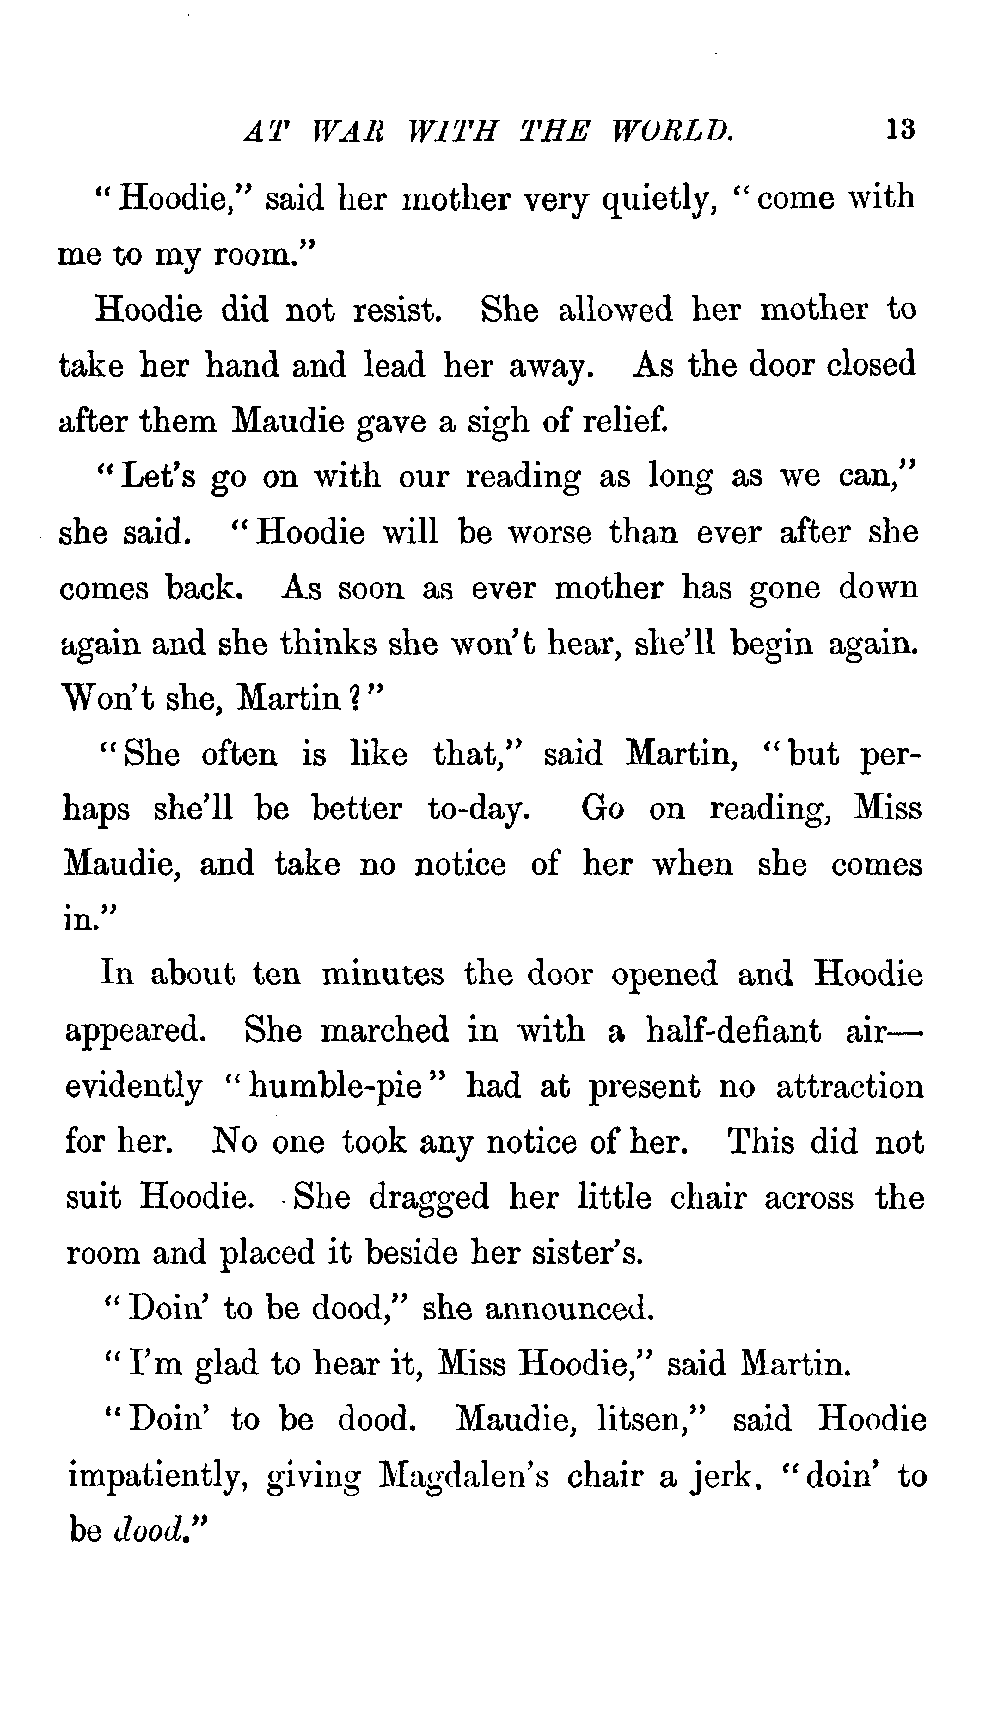 AT WAR WITH THE WORLD. 13
“Hoodie,” said her mother very quietly, “come with
me to my room.”
Hoodie did not resist. She allowed her mother to
take her hand and lead her away. As the door closed
after them Maudie gave a sigh of relief.
“Let’s go on with our reading as long as we can,”
she said. “Hoodie will be worse than ever after she
comes back. As soon as ever mother has gone down
again and she thinks she won’t hear, she’ll begin again.
Won’t she, Martin?”
“She often is like that,” said Martin, “but per-
haps she’ll be better to-day. Go on reading, Miss
Maudie, and take no notice of her when she comes
in.”
In about ten minutes the door opened and Hoodie
appeared. She marched in with a half-defiant air—
evidently “humble-pie” had at present no attraction
for her. No one took any notice of her. This did not
suit Hoodie. She dragged her little chair across the
room and placed it beside her sister’s.
“Doin’ to be dood,” she announced.
“I’m glad to hear it, Miss Hoodie,” said Martin.
“Doin’ to be dood. Maudie, litsen,” said Hoodie
impatiently, giving Magdalen’s chair a jerk, “doin’ to
be dood.”